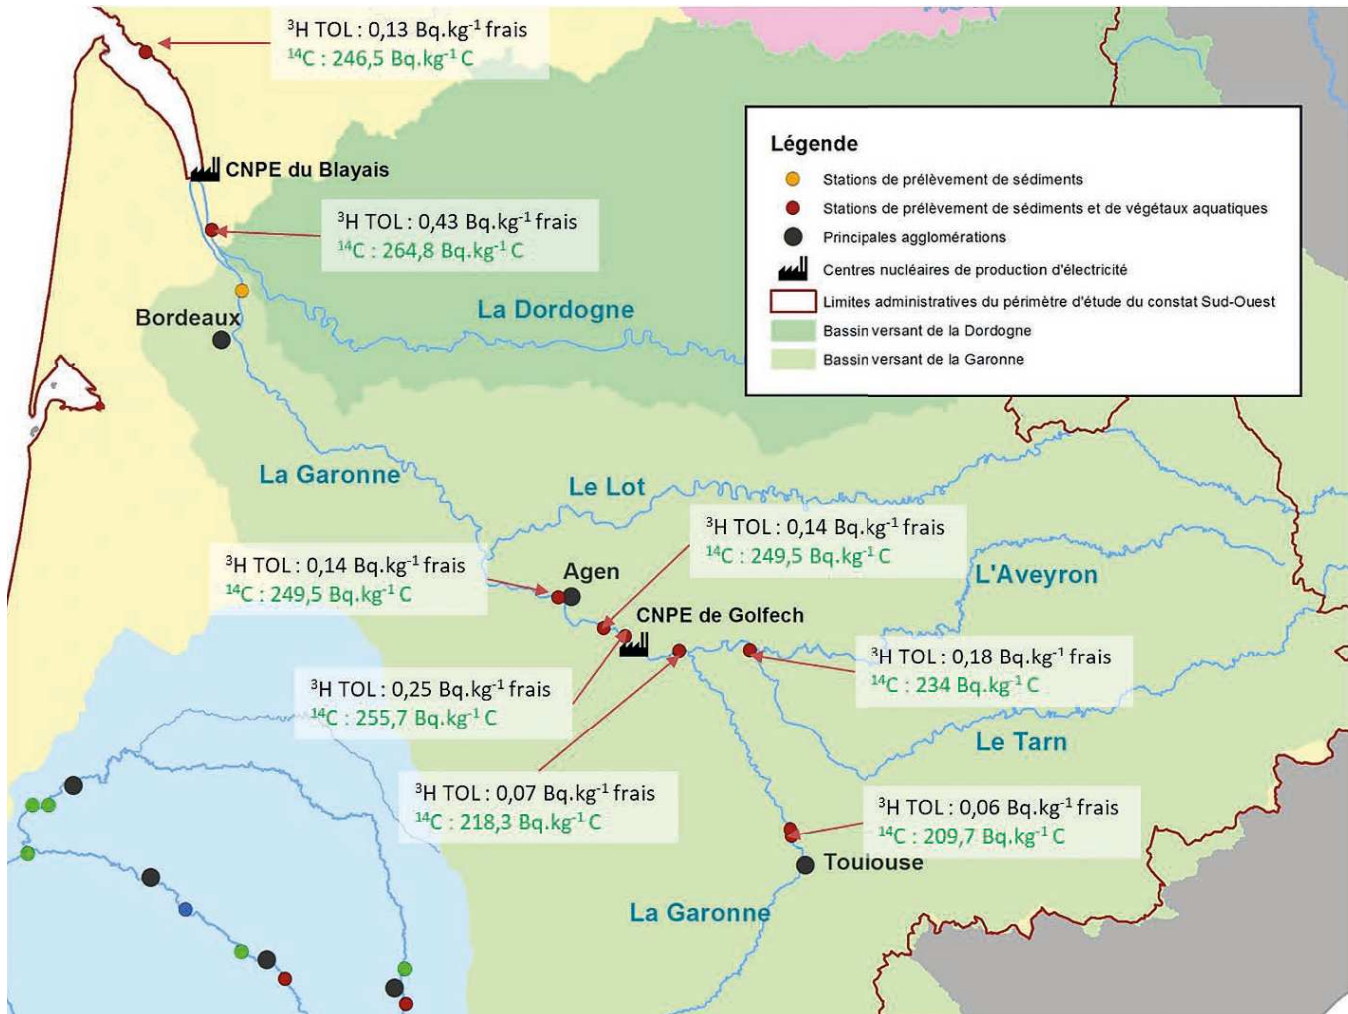 ³H TOL : 0,13 Bq.kg⁻¹ frais
¹⁴C : 246,5 Bq.kg⁻¹ C
CNPE du Blayais
³H TOL : 0,43 Bq.kg⁻¹ frais
¹⁴C : 264,8 Bq.kg⁻¹ C
Légende
Stations de prélèvement de sédiments
Stations de prélèvement de sédiments et de végétaux aquatiques
Principales agglomérations
Centres nucléaires de production d'électricité
Limites administratives du périmètre d'étude du constat Sud-Ouest
Bassin versant de la Dordogne
Bassin versant de la Garonne
La Dordogne
Bordeaux
La Garonne
Le Lot
³H TOL : 0,14 Bq.kg⁻¹ frais
¹⁴C : 249,5 Bq.kg⁻¹ C
³H TOL : 0,14 Bq.kg⁻¹ frais
¹⁴C : 249,5 Bq.kg⁻¹ C
Agen
L'Aveyron
CNPE de Golfech
³H TOL : 0,18 Bq.kg⁻¹ frais
¹⁴C : 234 Bq.kg⁻¹ C
³H TOL : 0,25 Bq.kg⁻¹ frais
¹⁴C : 255,7 Bq.kg⁻¹ C
Le Tarn
³H TOL : 0,07 Bq.kg⁻¹ frais
¹⁴C : 218,3 Bq.kg⁻¹ C
³H TOL : 0,06 Bq.kg⁻¹ frais
¹⁴C : 209,7 Bq.kg⁻¹ C
Toulouse
La Garonne